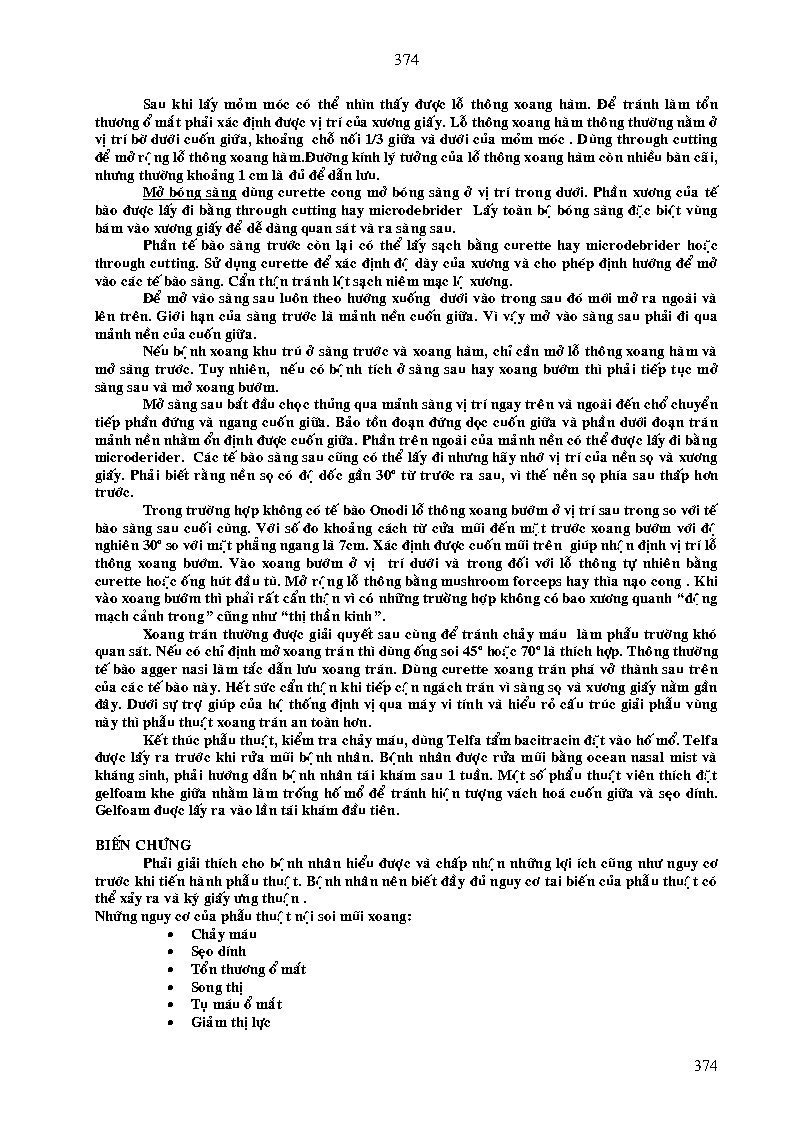 374
Sau khi lấy mỏm móc có thể nhìn thấy được lỗ thông xoang hàm. Để tránh làm tổn
thương ổ mắt phải xác định được vị trí của xương giấy. Lỗ thông xoang hàm thông thường nằm ở
vị trí bờ dưới cuốn giữa, khoảng chỗ nối 1/3 giữa và dưới của mỏm móc . Dùng through cutting
để mở rộng lỗ thông xoang hàm.Đường kính lý tưởng của lỗ thông xoang hàm còn nhiều bàn cãi,
nhưng thường khoảng 1 cm là đủ để dẫn lưu.
Mở bóng sàng dùng curette cong mở bóng sàng ở vị trí trong dưới. Phần xương của tế
bào được lấy đi bằng through cutting hay microdebrider Lấy toàn bộ bóng sàng đặc biệt vùng
bám vào xương giấy để dễ dàng quan sát và ra sàng sau.
Phần tế bào sàng trước còn lại có thể lấy sạch bằng curette hay microdebrider hoặc
through cutting. Sử dụng curette để xác định độ dày của xương và cho phép định hướng để mở
vào các tế bào sàng. Cẩn thận tránh lột sạch niêm mạc lộ xương.
Để mở vào sàng sau luôn theo hướng xuống dưới vào trong sau đó mới mở ra ngoài và
lên trên. Giới hạn của sàng trước là mảnh nền cuốn giữa. Vì vậy mở vào sàng sau phải đi qua
mảnh nền của cuốn giữa.
Nếu bệnh xoang khu trú ở sàng trước và xoang hàm, chỉ cần mở lỗ thông xoang hàm và
mở sàng trước. Tuy nhiên, nếu có bệnh tích ở sàng sau hay xoang bướm thì phải tiếp tục mở
sàng sau và mở xoang bướm.
Mở sàng sau bắt đầu chọc thủng qua mảnh sàng vị trí ngay trên và ngoài đến chổ chuyển
tiếp phần đứng và ngang cuốn giữa. Bảo tồn đoạn đứng dọc cuốn giữa và phần dưới đoạn trán
mảnh nền nhằm ổn định được cuốn giữa. Phần trên ngoài của mảnh nền có thể được lấy đi bằng
microderider. Các tế bào sàng sau cũng có thể lấy đi nhưng hãy nhớ vị trí của nền sọ và xương
giấy. Phải biết rằng nền sọ có độ dốc gần 30º từ trước ra sau, vì thế nền sọ phía sau thấp hơn
trước.
Trong trường hợp không có tế bào Onodi lỗ thông xoang bướm ở vị trí sau trong so với tế
bào sàng sau cuối cùng. Với số đo khoảng cách từ cửa mũi đến mặt trước xoang bướm với độ
nghiên 30º so với mặt phẳng ngang là 7cm. Xác định được cuốn mũi trên giúp nhận định vị trí lỗ
thông xoang bướm. Vào xoang bướm ở vị trí dưới và trong đối với lỗ thông tự nhiên bằng
curette hoặc ống hút đầu tù. Mở rộng lỗ thông bằng mushroom forceps hay thìa nạo cong . Khi
vào xoang bướm thì phải rất cẩn thận vì có những trường hợp không có bao xương quanh “động
mạch cảnh trong” cũng như “thị thần kinh”.
Xoang trán thường được giải quyết sau cùng để tránh chảy máu làm phẫu trường khó
quan sát. Nếu có chỉ định mở xoang trán thì dùng ống soi 45º hoặc 70º là thích hợp. Thông thường
tế bào agger nasi làm tắc dẫn lưu xoang trán. Dùng curette xoang trán phá vở thành sau trên
của các tế bào này. Hết sức cẩn thận khi tiếp cận ngách trán vì sàng sọ và xương giấy nằm gần
đây. Dưới sự trợ giúp của hệ thống định vị qua máy vi tính và hiểu rỏ cấu trúc giải phẫu vùng
này thì phẫu thuật xoang trán an toàn hơn.
Kết thúc phẫu thuật, kiểm tra chảy máu, dùng Telfa tẩm bacitracin đặt vào hố mổ. Telfa
được lấy ra trước khi rửa mũi bệnh nhân. Bệnh nhân được rửa mũi bằng ocean nasal mist và
kháng sinh, phải hướng dẫn bệnh nhân tái khám sau 1 tuần. Một số phẩu thuật viên thích đặt
gelfoam khe giữa nhằm làm trống hố mổ để tránh hiện tượng vách hoá cuốn giữa và sẹo dính.
Gelfoam được lấy ra vào lần tái khám đầu tiên.
BIẾN CHỨNG
Phải giải thích cho bệnh nhân hiểu được và chấp nhận những lợi ích cũng như nguy cơ
trước khi tiến hành phẫu thuật. Bệnh nhân nên biết đầy đủ nguy cơ tai biến của phẫu thuật có
thể xảy ra và ký giấy ưng thuận .
Những nguy cơ của phẫu thuật nội soi mũi xoang:
• Chảy máu
• Sẹo dính
• Tổn thương ổ mắt
• Song thị
• Tụ máu ổ mắt
• Giảm thị lực
374